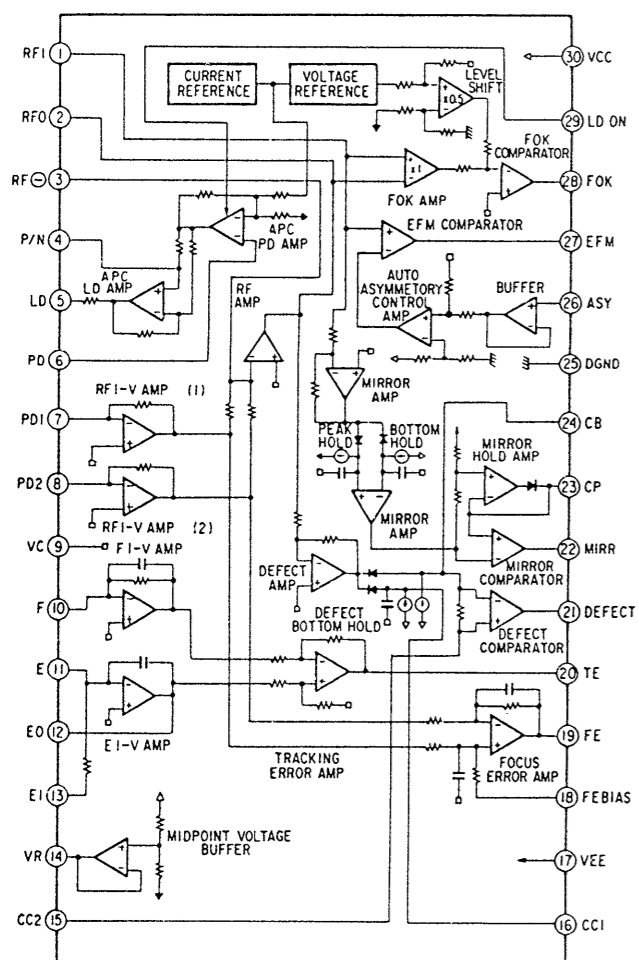 RFI 1
RFO 2
RF⊖ 3
P/N 4
LD 5
PD 6
PD1 7
PD2 8
VC 9
F 10
E 11
EO 12
EI 13
VR 14
CC2 15
30 VCC
29 LD ON
28 FOK
27 EFM
26 ASY
25 DGND
24 CB
23 CP
22 MIRR
21 DEFECT
20 TE
19 FE
18 FEBIAS
17 VEE
16 CC1
CURRENT
REFERENCE
VOLTAGE
REFERENCE
LEVEL
SHIFT
×0.5
FOK
COMPARATOR
×1
FOK AMP
APC
PD AMP
EFM COMPARATOR
APC
LD AMP
RF
AMP
AUTO
ASYMMETORY
CONTROL
AMP
BUFFER
MIRROR
AMP
RFI-V AMP (1)
PEAK
HOLD
BOTTOM
HOLD
MIRROR
HOLD AMP
RFI-V AMP (2)
MIRROR
AMP
MIRROR
COMPARATOR
FI-V AMP
DEFECT
AMP
DEFECT
BOTTOM HOLD
DEFECT
COMPARATOR
EI-V AMP
TRACKING
ERROR AMP
FOCUS
ERROR AMP
MIDPOINT VOLTAGE
BUFFER